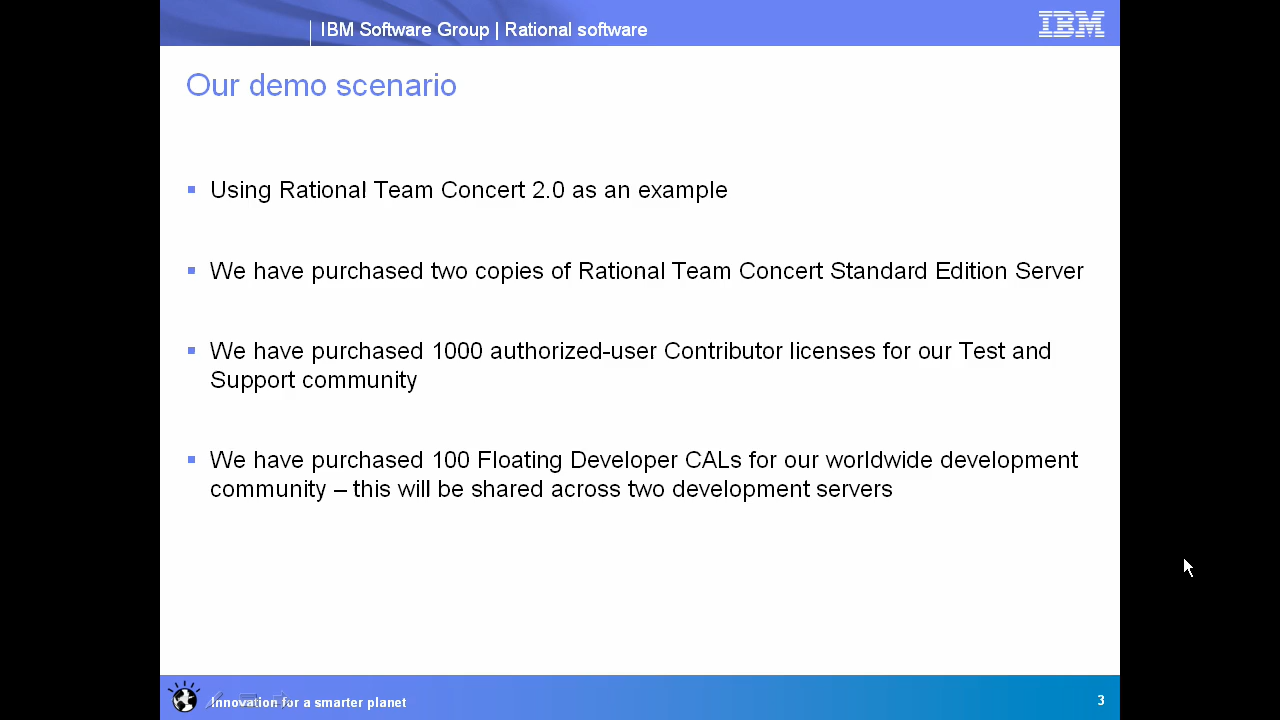 IBM Software Group | Rational software
IBM
Our demo scenario
Using Rational Team Concert 2.0 as an example
We have purchased two copies of Rational Team Concert Standard Edition Server
We have purchased 1000 authorized-user Contributor licenses for our Test and
Support community
We have purchased 100 Floating Developer CALs for our worldwide development
community – this will be shared across two development servers
Innovation for a smarter planet
3